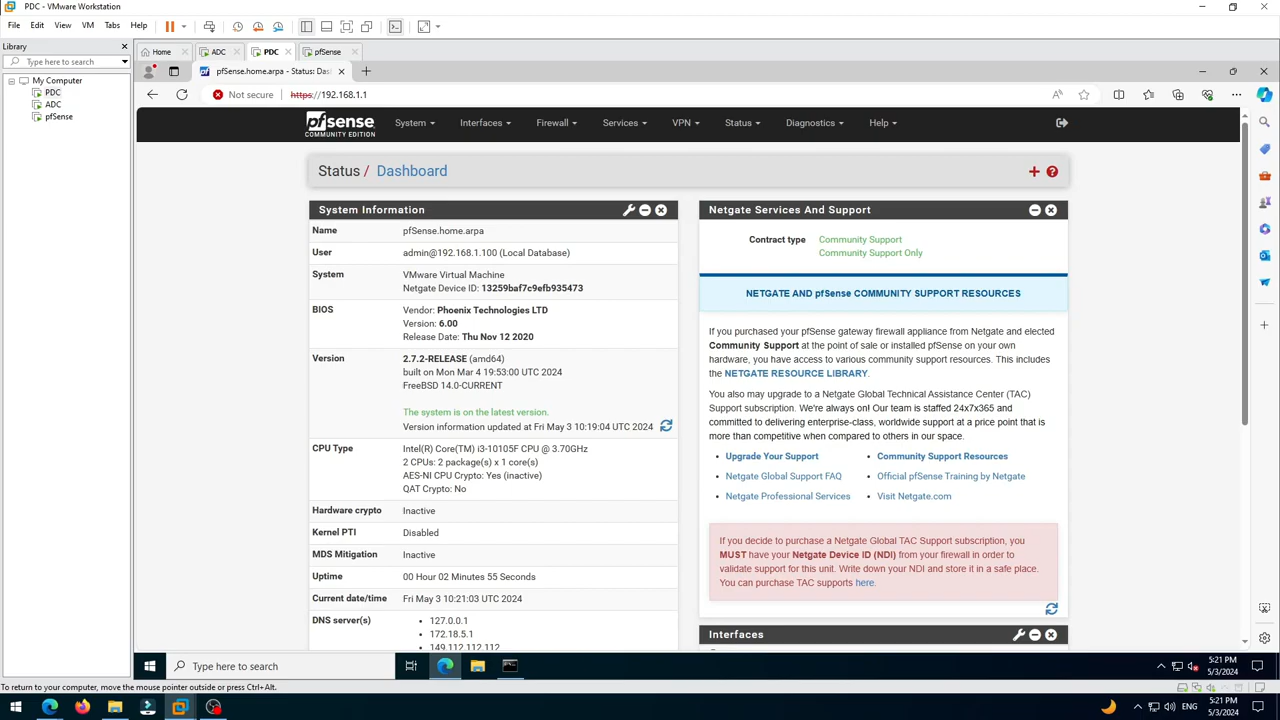 PDC - VMware Workstation
File Edit View VM Tabs Help
Library
Type here to search
My Computer
PDC
ADC
pfSense
Home ADC PDC pfSense
pfSense.home.arpa - Status: Das
Not secure https://192.168.1.1
pfsense
COMMUNITY EDITION
System Interfaces Firewall Services VPN Status Diagnostics Help
Status / Dashboard
System Information
Name pfSense.home.arpa
User admin@192.168.1.100 (Local Database)
System VMware Virtual Machine
Netgate Device ID: 13259baf7c9efb935473
BIOS Vendor: Phoenix Technologies LTD
Version: 6.00
Release Date: Thu Nov 12 2020
Version 2.7.2-RELEASE (amd64)
built on Mon Mar 4 19:53:00 UTC 2024
FreeBSD 14.0-CURRENT
The system is on the latest version.
Version information updated at Fri May 3 10:19:04 UTC 2024
CPU Type Intel(R) Core(TM) i3-10105F CPU @ 3.70GHz
2 CPUs: 2 package(s) x 1 core(s)
AES-NI CPU Crypto: Yes (inactive)
QAT Crypto: No
Hardware crypto Inactive
Kernel PTI Disabled
MDS Mitigation Inactive
Uptime 00 Hour 02 Minutes 55 Seconds
Current date/time Fri May 3 10:21:03 UTC 2024
DNS server(s) • 127.0.0.1
• 172.18.5.1
• 149.112.112.112
Netgate Services And Support
Contract type Community Support
Community Support Only
NETGATE AND pfSense COMMUNITY SUPPORT RESOURCES
If you purchased your pfSense gateway firewall appliance from Netgate and elected
Community Support at the point of sale or installed pfSense on your own
hardware, you have access to various community support resources. This includes
the NETGATE RESOURCE LIBRARY.
You also may upgrade to a Netgate Global Technical Assistance Center (TAC)
Support subscription. We're always on! Our team is staffed 24x7x365 and
committed to delivering enterprise-class, worldwide support at a price point that is
more than competitive when compared to others in our space.
• Upgrade Your Support • Community Support Resources
• Netgate Global Support FAQ • Official pfSense Training by Netgate
• Netgate Professional Services • Visit Netgate.com
If you decide to purchase a Netgate Global TAC Support subscription, you
MUST have your Netgate Device ID (NDI) from your firewall in order to
validate support for this unit. Write down your NDI and store it in a safe place.
You can purchase TAC supports here.
Interfaces
Type here to search
5:21 PM
5/3/2024
To return to your computer, move the mouse pointer outside or press Ctrl+Alt.
ENG
5:21 PM
5/3/2024